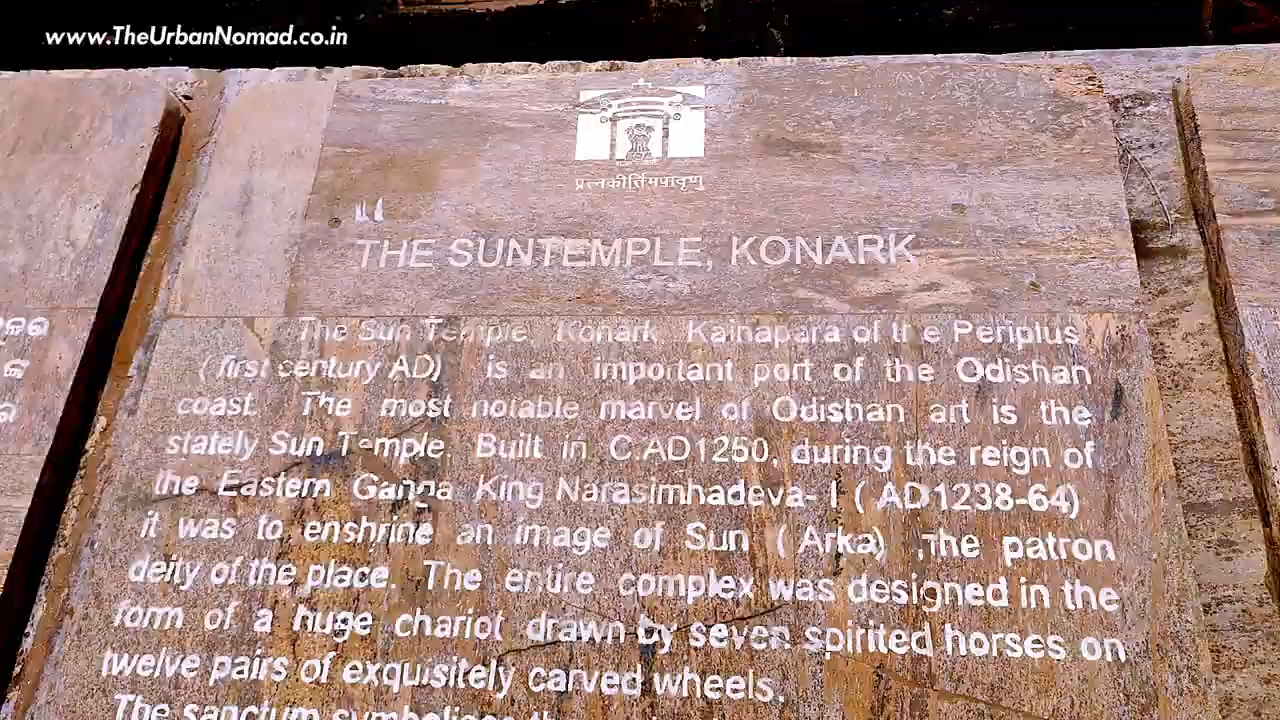 www.TheUrbanNomad.co.in
प्रत्नकीर्तिमपावृणु
THE SUNTEMPLE, KONARK
The Sun Temple Konark Kainapara of the Periplus
(first century AD) is an important port of the Odishan
coast. The most notable marvel of Odishan art is the
stately Sun Temple. Built in C.AD1250, during the reign of
the Eastern Ganga King Narasimhadeva- I ( AD1238-64)
it was to enshrine an image of Sun ( Arka) ,The patron
deity of the place. The entire complex was designed in the
form of a huge chariot drawn by seven spirited horses on
twelve pairs of exquisitely carved wheels.
The sanctum